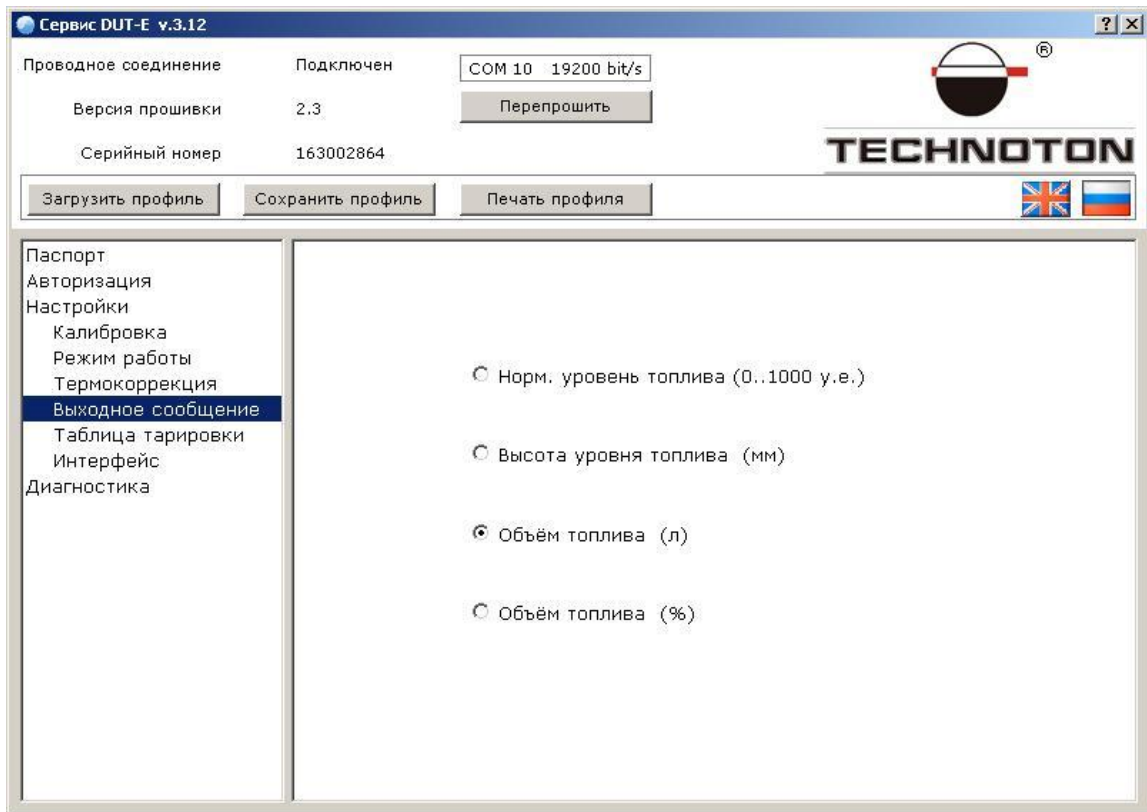 Сервис DUT-E v.3.12
Проводное соединение Подключен COM 10 19200 bit/s
®
Версия прошивки 2.3 Перепрошить
Серийный номер 163002864
TECHNOTON
Загрузить профиль Сохранить профиль Печать профиля
Паспорт
Авторизация
Настройки
Калибровка
Режим работы
Термокоррекция
Выходное сообщение
Таблица тарировки
Интерфейс
Диагностика
Норм. уровень топлива (0..1000 у.е.)
Высота уровня топлива (мм)
Объём топлива (л)
Объём топлива (%)